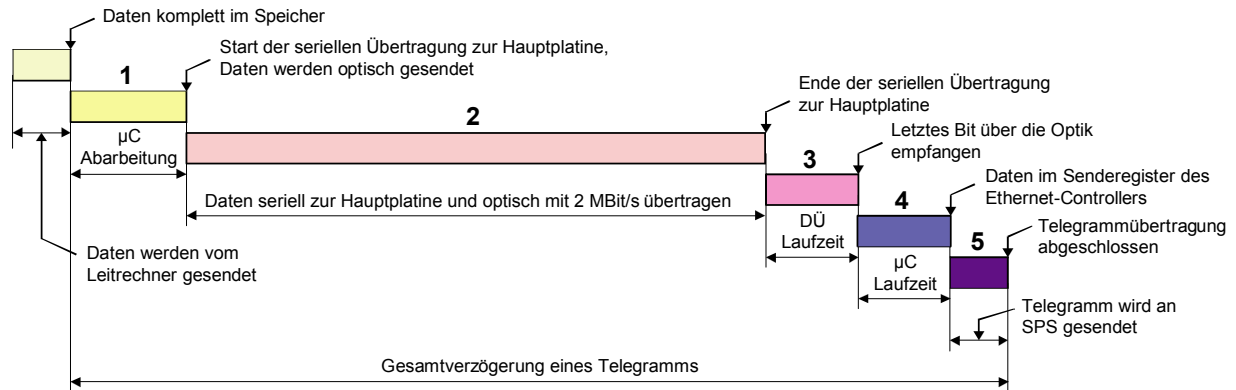 Daten komplett im Speicher
Start der seriellen Übertragung zur Hauptplatine,
Daten werden optisch gesendet
1
2
Ende der seriellen Übertragung
zur Hauptplatine
µC
Abarbeitung
3
Letztes Bit über die Optik
empfangen
Daten seriell zur Hauptplatine und optisch mit 2 MBit/s übertragen
4
Daten im Senderegister des
Ethernet-Controllers
DÜ
Laufzeit
5
Telegrammübertragung
abgeschlossen
Daten werden vom
Leitrechner gesendet
µC
Laufzeit
Telegramm wird an
SPS gesendet
Gesamtverzögerung eines Telegramms